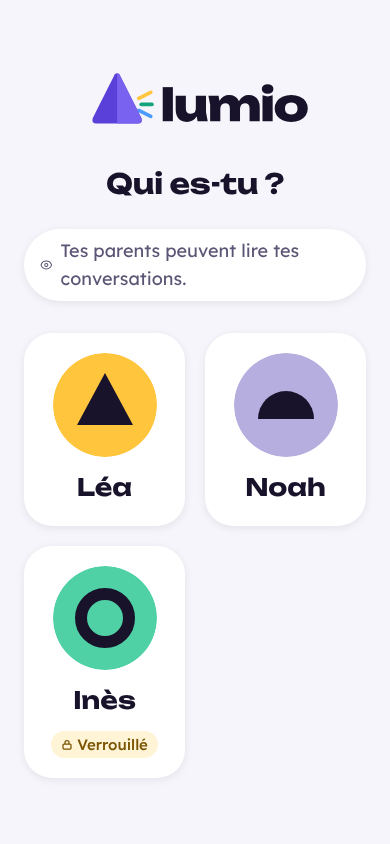 lumio
Qui es-tu ?
Tes parents peuvent lire tes
conversations.
Léa
Noah
Inès
Verrouillé